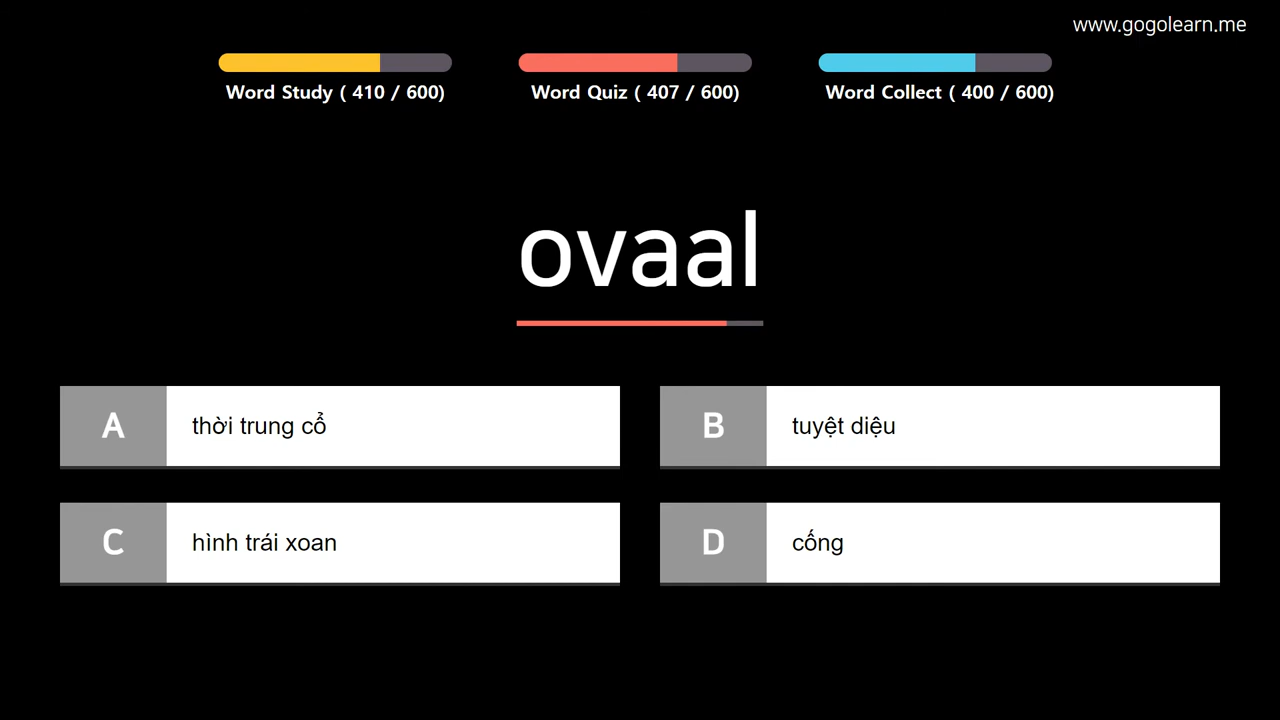 www.gogolearn.me
Word Study ( 410 / 600)
Word Quiz ( 407 / 600)
Word Collect ( 400 / 600)
ovaal
A thời trung cổ
B tuyệt diệu
C hình trái xoan
D cống